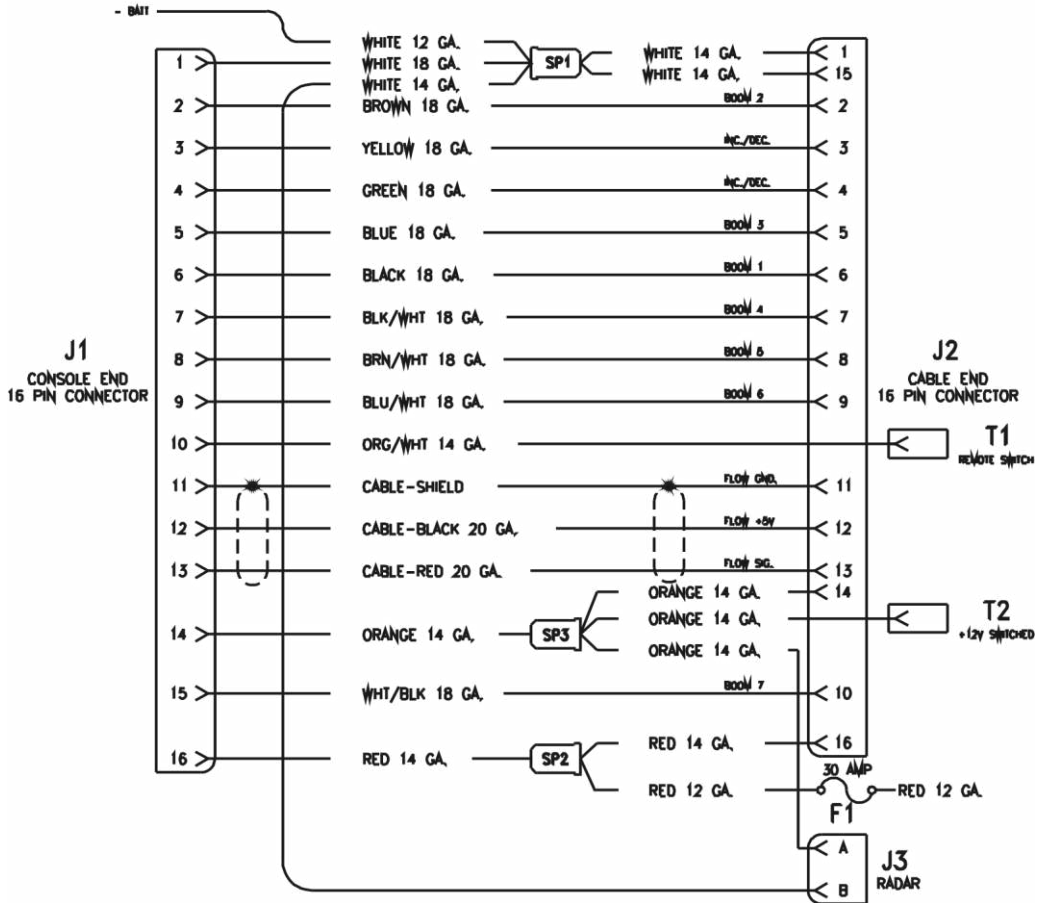 - BATT
WHITE 12 GA.
1 WHITE 18 GA. SP1 WHITE 14 GA. 1
WHITE 14 GA. WHITE 14 GA. 15
2 BROWN 18 GA. BOOM 2 2
3 YELLOW 18 GA. INC./DEC. 3
4 GREEN 18 GA. INC./DEC. 4
5 BLUE 18 GA. BOOM 3 5
6 BLACK 18 GA. BOOM 1 6
7 BLK/WHT 18 GA. BOOM 4 7
J1
CONSOLE END
16 PIN CONNECTOR
8 BRN/WHT 18 GA. BOOM 5 8
J2
CABLE END
16 PIN CONNECTOR
9 BLU/WHT 18 GA. BOOM 6 9
10 ORG/WHT 14 GA. T1
REMOTE SWITCH
11 CABLE-SHIELD FLOW GND. 11
12 CABLE-BLACK 20 GA. FLOW +8V 12
13 CABLE-RED 20 GA. FLOW SIG. 13
ORANGE 14 GA. 14
ORANGE 14 GA. T2
+12V SWITCHED
14 ORANGE 14 GA. SP3
ORANGE 14 GA.
15 WHT/BLK 18 GA. BOOM 7 10
RED 14 GA. 16
16 RED 14 GA. SP2
30 AMP
RED 12 GA. RED 12 GA.
F1
A
J3
RADAR
B